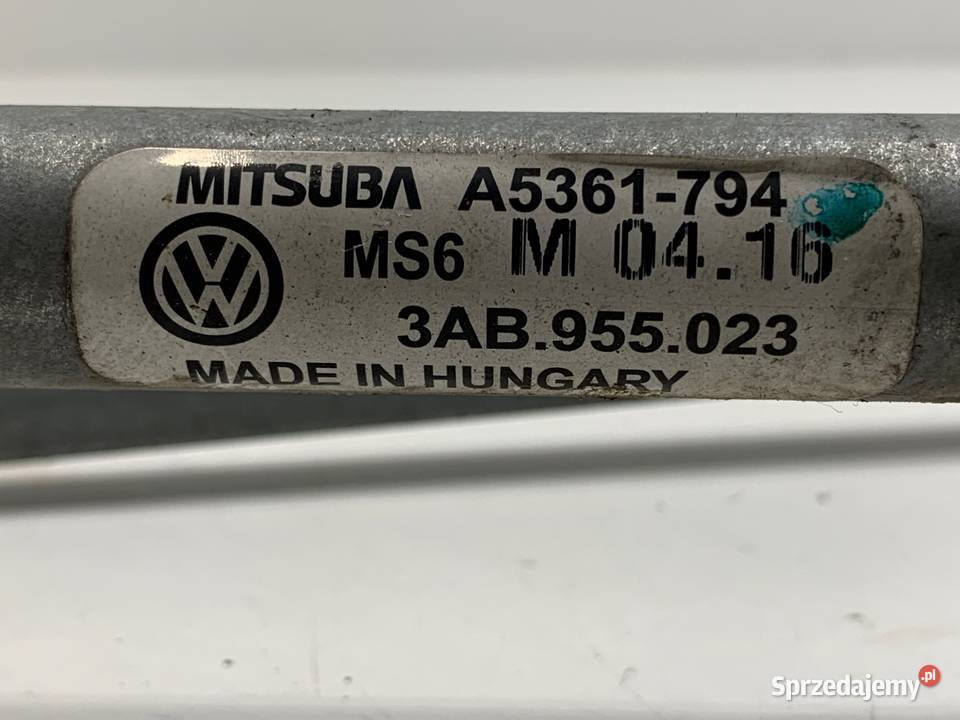 MITSUBA A5361-794
MS6 M 04.16
3AB.955.023
MADE IN HUNGARY
Sprzedajemy.pl